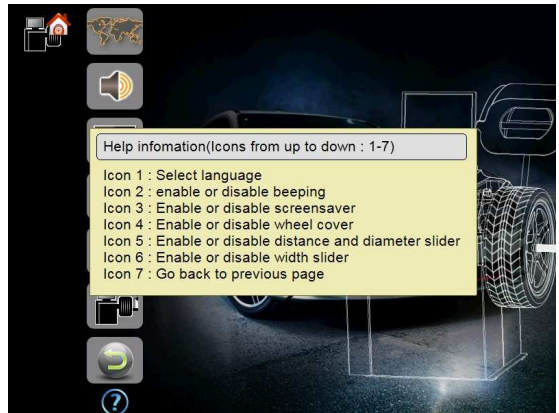 Help infomation(Icons from up to down : 1-7)
Icon 1 : Select language
Icon 2 : enable or disable beeping
Icon 3 : Enable or disable screensaver
Icon 4 : Enable or disable wheel cover
Icon 5 : Enable or disable distance and diameter slider
Icon 6 : Enable or disable width slider
Icon 7 : Go back to previous page
?